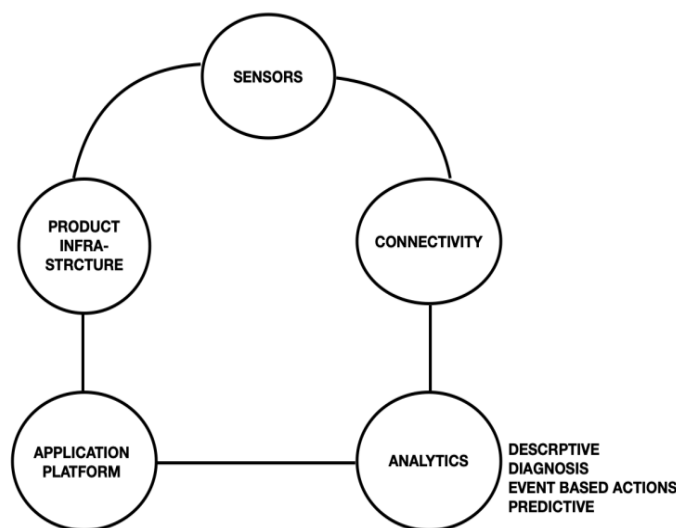 SENSORS
PRODUCT
INFRA-
STRCTURE
CONNECTIVITY
APPLICATION
PLATFORM
ANALYTICS
DESCRPTIVE
DIAGNOSIS
EVENT BASED ACTIONS
PREDICTIVE